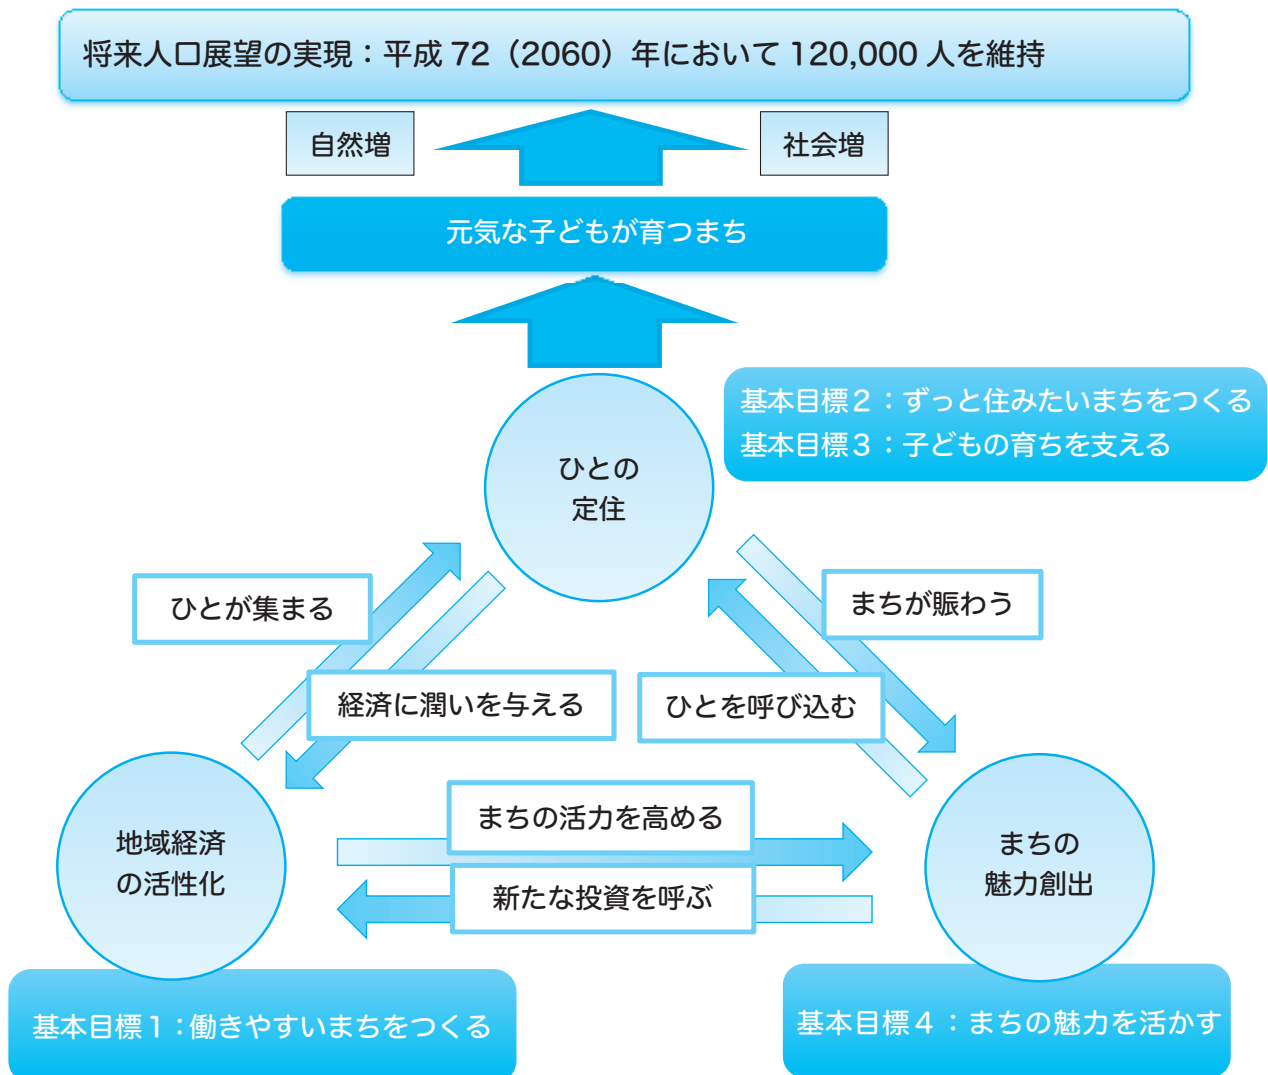 将来人口展望の実現：平成 72（2060）年において 120,000 人を維持
自然増
社会増
元気な子どもが育つまち
基本目標２：ずっと住みたいまちをつくる
基本目標３：子どもの育ちを支える
ひとの
定住
ひとが集まる
まちが賑わう
経済に潤いを与える
ひとを呼び込む
まちの活力を高める
地域経済
の活性化
まちの
魅力創出
新たな投資を呼ぶ
基本目標１：働きやすいまちをつくる
基本目標４：まちの魅力を活かす